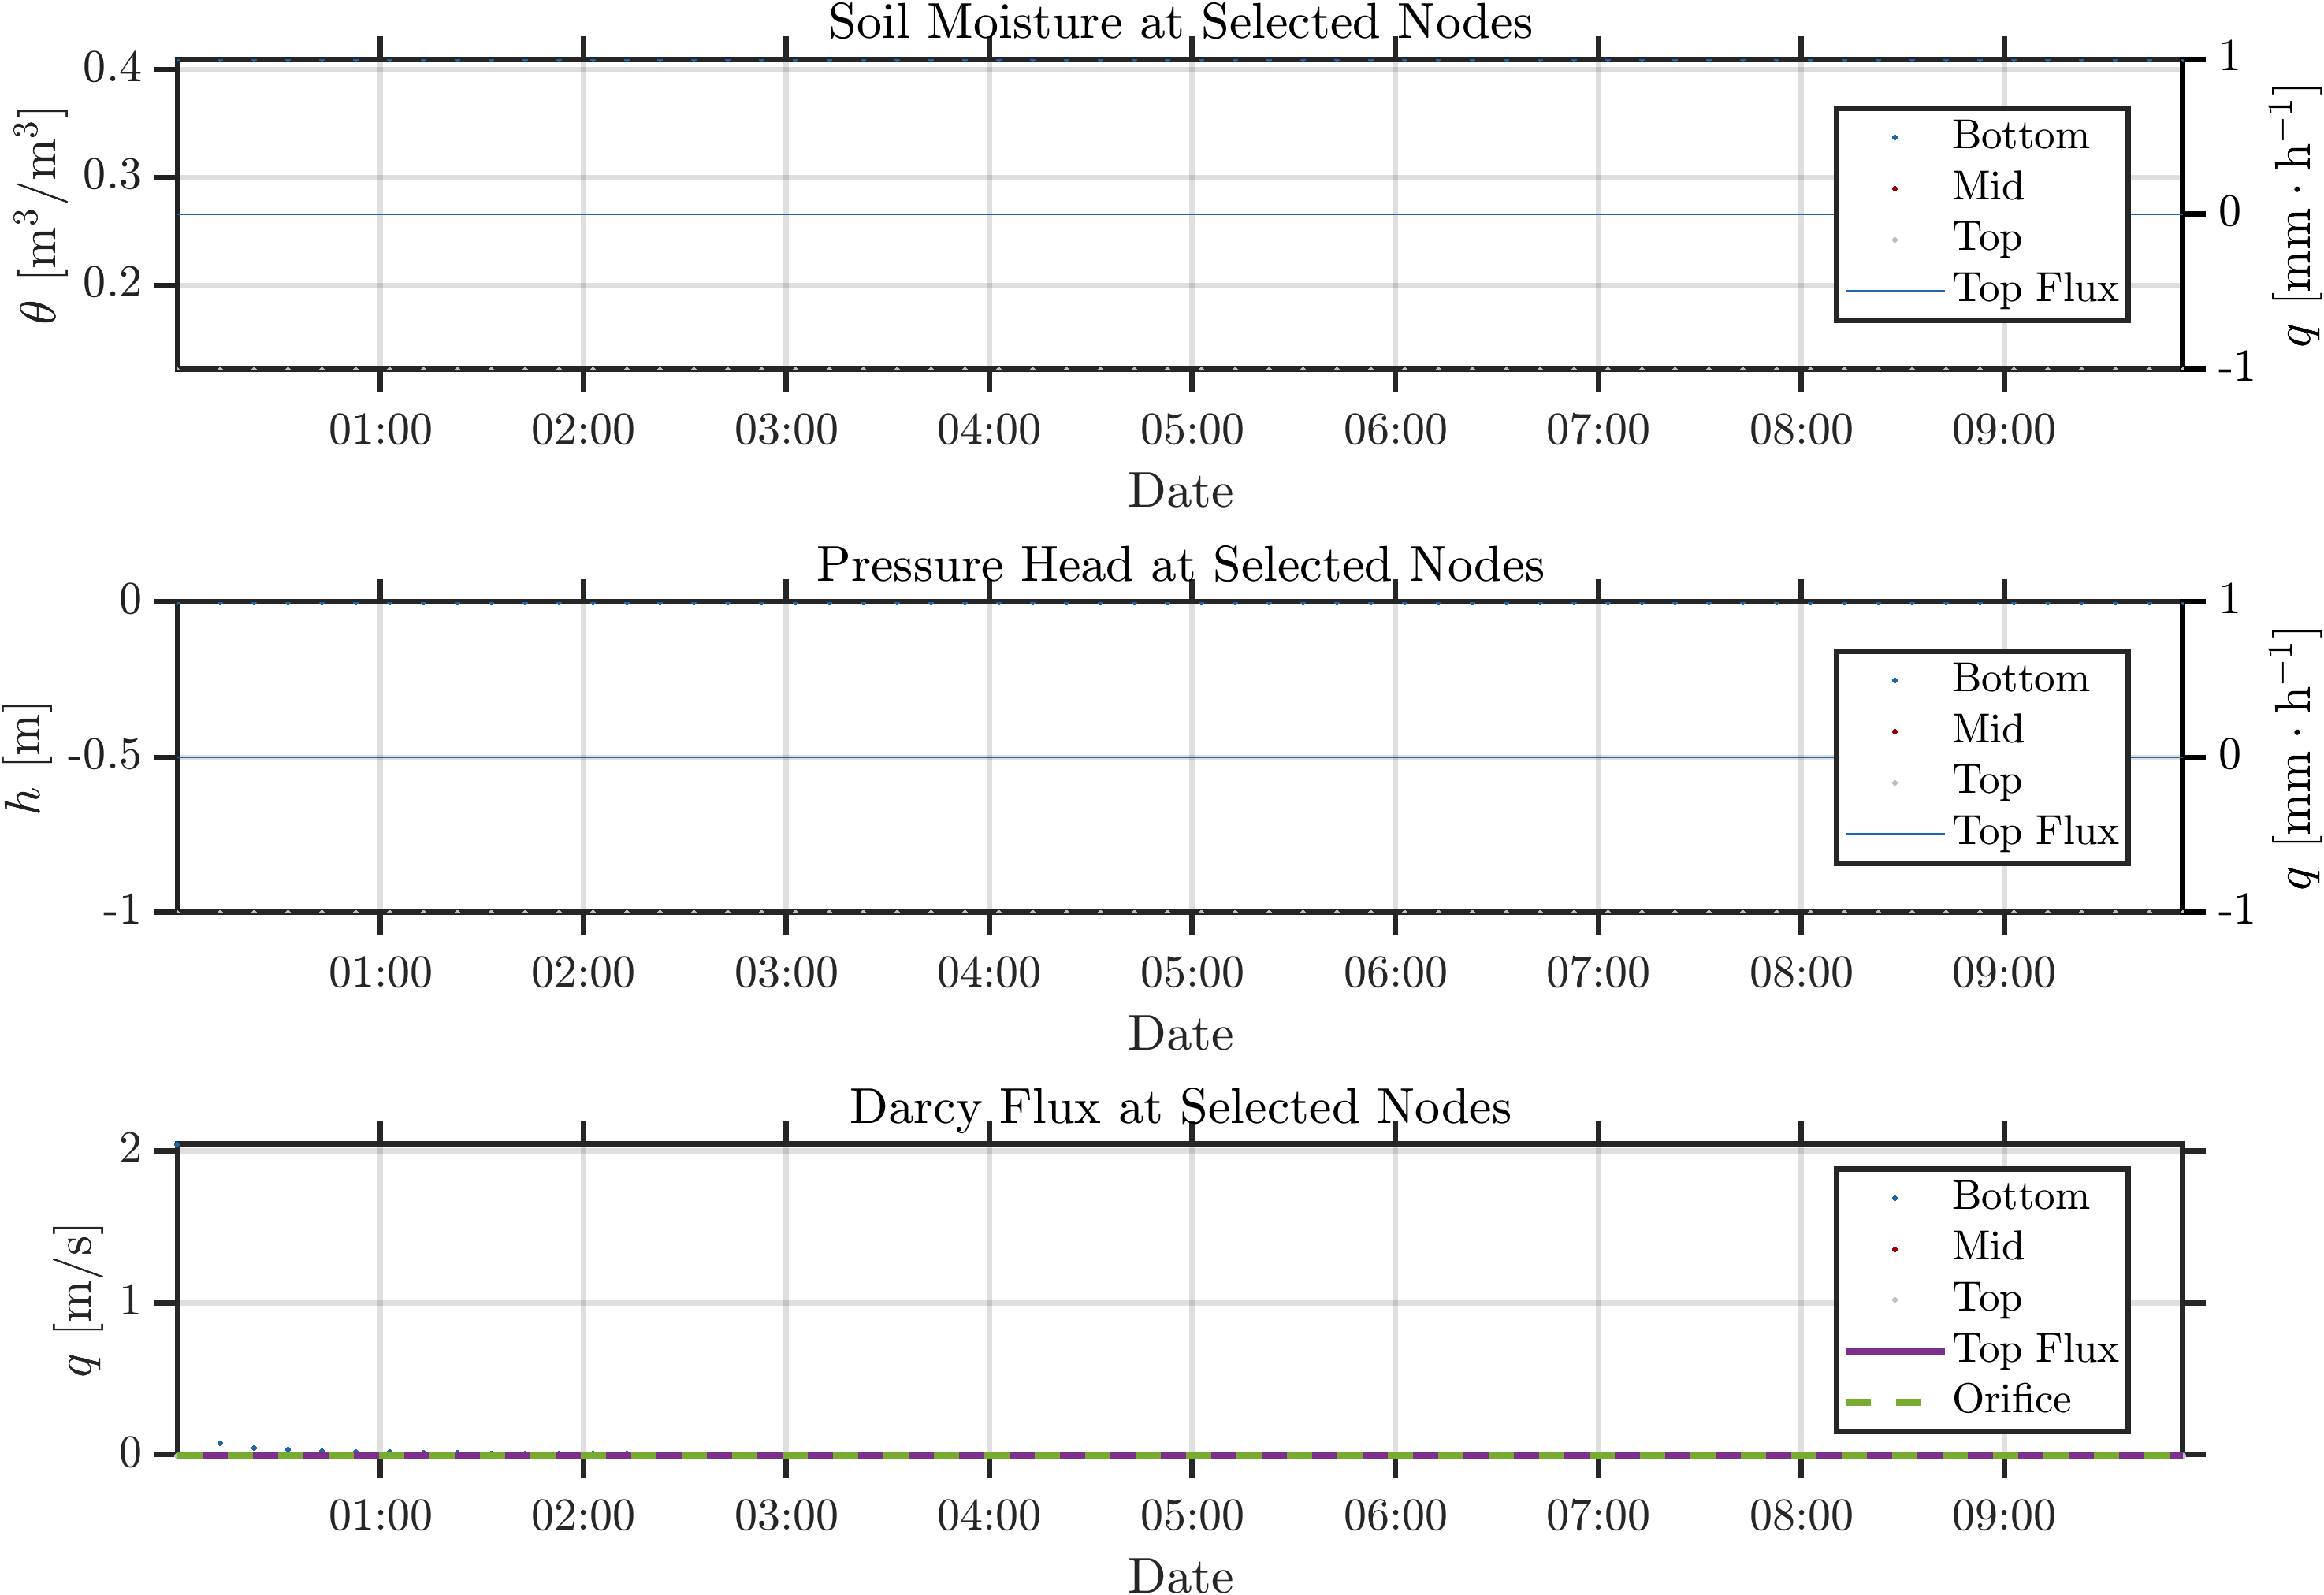 Soil Moisture at Selected Nodes
0.4
0.3
0.2
θ [m³/m³]
1
0
-1
q [mm · h⁻¹]
Bottom
Mid
Top
Top Flux
01:00 02:00 03:00 04:00 05:00 06:00 07:00 08:00 09:00
Date
Pressure Head at Selected Nodes
0
-0.5
-1
h [m]
1
0
-1
q [mm · h⁻¹]
Bottom
Mid
Top
Top Flux
01:00 02:00 03:00 04:00 05:00 06:00 07:00 08:00 09:00
Date
Darcy Flux at Selected Nodes
2
1
0
q [m/s]
Bottom
Mid
Top
Top Flux
Orifice
01:00 02:00 03:00 04:00 05:00 06:00 07:00 08:00 09:00
Date